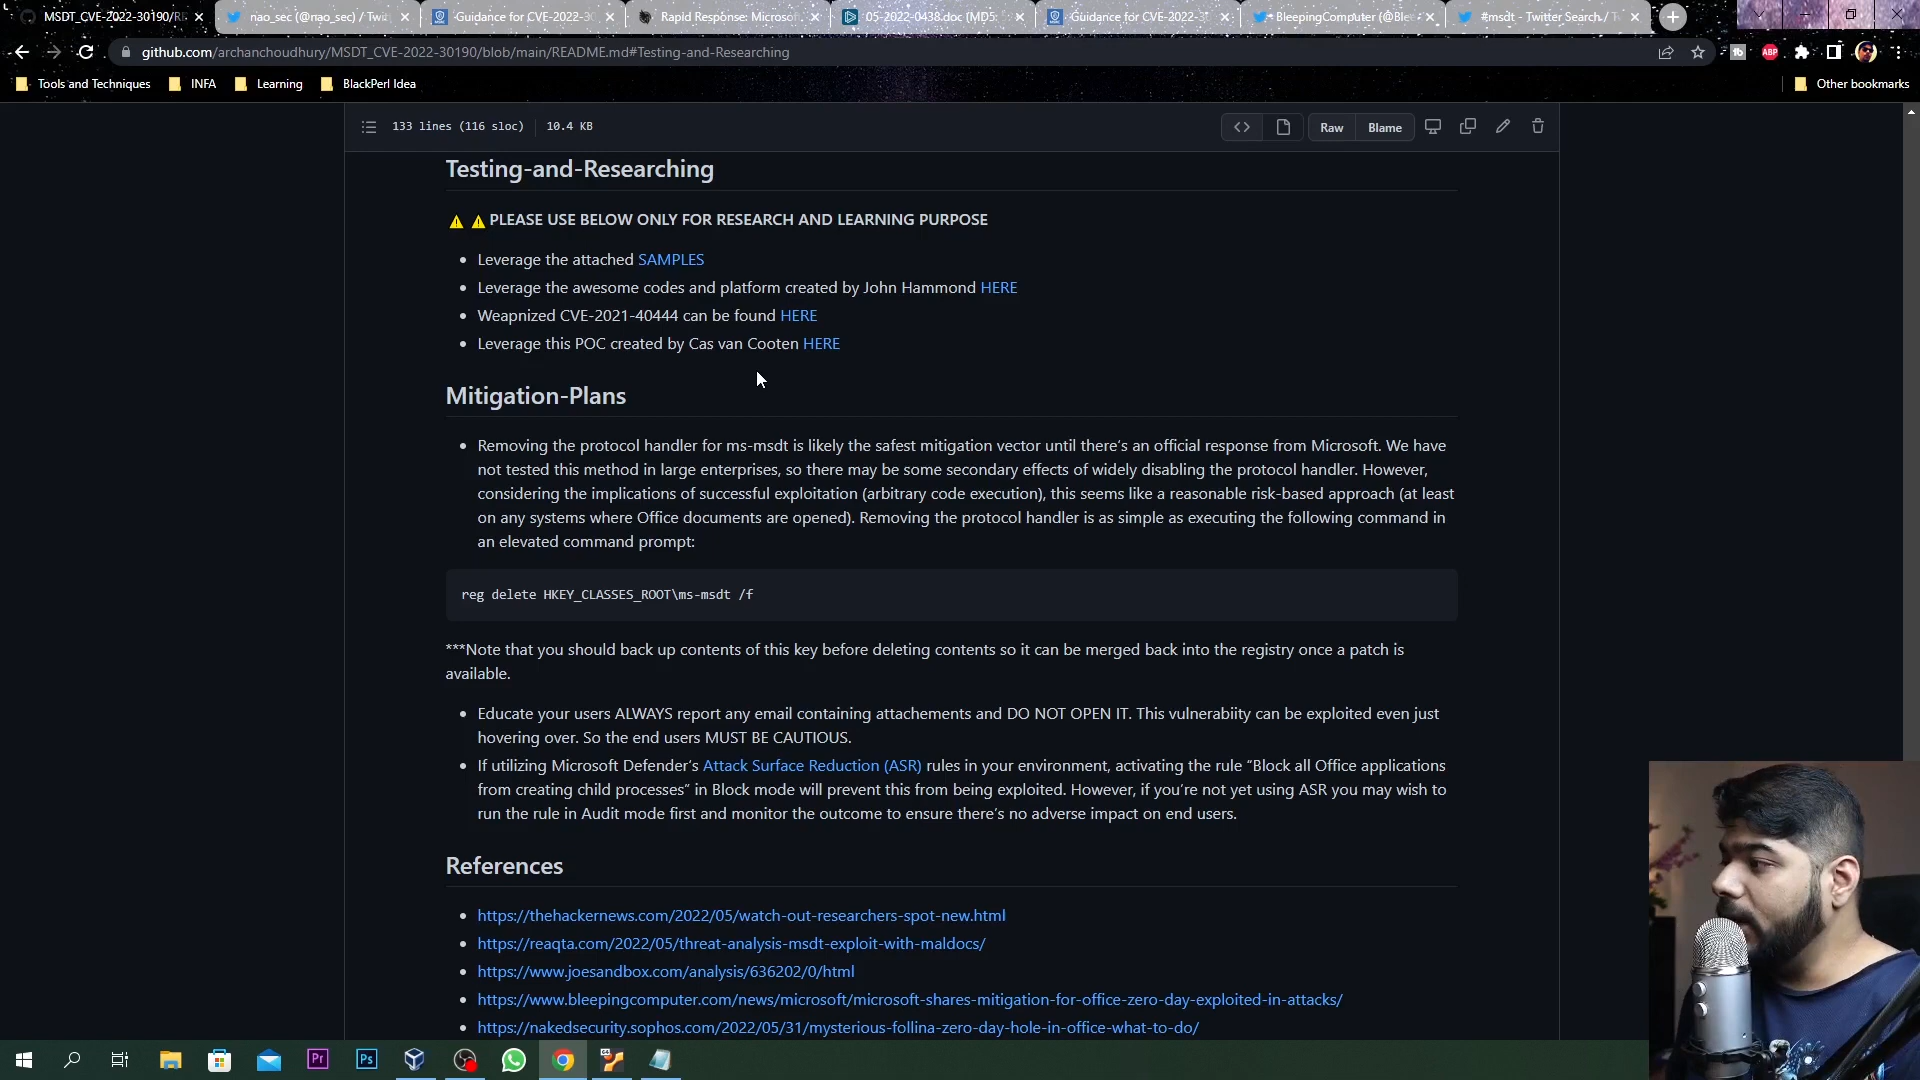 MSDT_CVE-2022-30190/RE
nao_sec (@nao_sec) / Twit
Guidance for CVE-2022-30
Rapid Response: Microsof
05-2022-0438.doc (MD5:
Guidance for CVE-2022-3
BleepingComputer (@Blee
#msdt - Twitter Search / T
github.com/archanchoudhury/MSDT_CVE-2022-30190/blob/main/README.md#Testing-and-Researching
ABP
Tools and Techniques
INFA
Learning
BlackPerl Idea
Other bookmarks
133 lines (116 sloc)
10.4 KB
Raw
Blame
Testing-and-Researching
PLEASE USE BELOW ONLY FOR RESEARCH AND LEARNING PURPOSE
Leverage the attached SAMPLES
Leverage the awesome codes and platform created by John Hammond HERE
Weapnized CVE-2021-40444 can be found HERE
Leverage this POC created by Cas van Cooten HERE
Mitigation-Plans
Removing the protocol handler for ms-msdt is likely the safest mitigation vector until there's an official response from Microsoft. We have
not tested this method in large enterprises, so there may be some secondary effects of widely disabling the protocol handler. However,
considering the implications of successful exploitation (arbitrary code execution), this seems like a reasonable risk-based approach (at least
on any systems where Office documents are opened). Removing the protocol handler is as simple as executing the following command in
an elevated command prompt:
reg delete HKEY_CLASSES_ROOT\ms-msdt /f
***Note that you should back up contents of this key before deleting contents so it can be merged back into the registry once a patch is
available.
Educate your users ALWAYS report any email containing attachements and DO NOT OPEN IT. This vulnerabiity can be exploited even just
hovering over. So the end users MUST BE CAUTIOUS.
If utilizing Microsoft Defender's Attack Surface Reduction (ASR) rules in your environment, activating the rule “Block all Office applications
from creating child processes” in Block mode will prevent this from being exploited. However, if you're not yet using ASR you may wish to
run the rule in Audit mode first and monitor the outcome to ensure there's no adverse impact on end users.
References
https://thehackernews.com/2022/05/watch-out-researchers-spot-new.html
https://reaqta.com/2022/05/threat-analysis-msdt-exploit-with-maldocs/
https://www.joesandbox.com/analysis/636202/0/html
https://www.bleepingcomputer.com/news/microsoft/microsoft-shares-mitigation-for-office-zero-day-exploited-in-attacks/
https://nakedsecurity.sophos.com/2022/05/31/mysterious-follina-zero-day-hole-in-office-what-to-do/
Pr
Ps